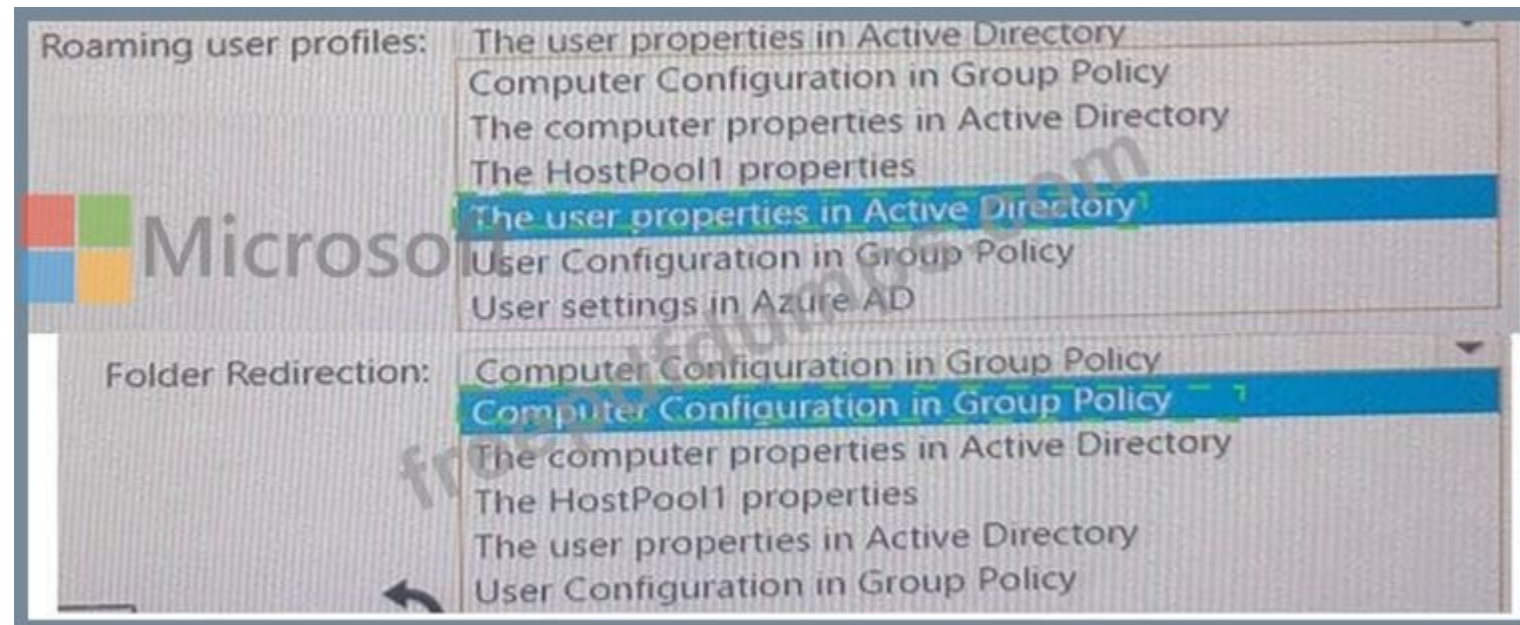 Roaming user profiles:
The user properties in Active Directory
Computer Configuration in Group Policy
The computer properties in Active Directory
The HostPool1 properties
The user properties in Active Directory
User Configuration in Group Policy
User settings in Azure AD
Microsoft
freepdfdumps.com
Folder Redirection:
Computer Configuration in Group Policy
Computer Configuration in Group Policy
The computer properties in Active Directory
The HostPool1 properties
The user properties in Active Directory
User Configuration in Group Policy